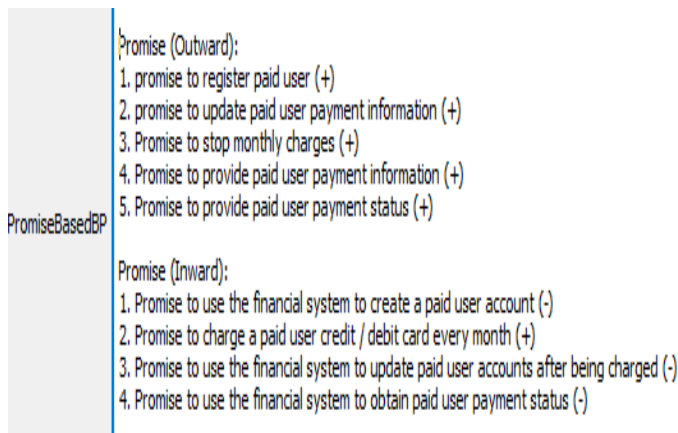 PromiseBasedBP
Promise (Outward):
1. promise to register paid user (+)
2. promise to update paid user payment information (+)
3. Promise to stop monthly charges (+)
4. Promise to provide paid user payment information (+)
5. Promise to provide paid user payment status (+)
Promise (Inward):
1. Promise to use the financial system to create a paid user account (-)
2. Promise to charge a paid user credit / debit card every month (+)
3. Promise to use the financial system to update paid user accounts after being charged (-)
4. Promise to use the financial system to obtain paid user payment status (-)